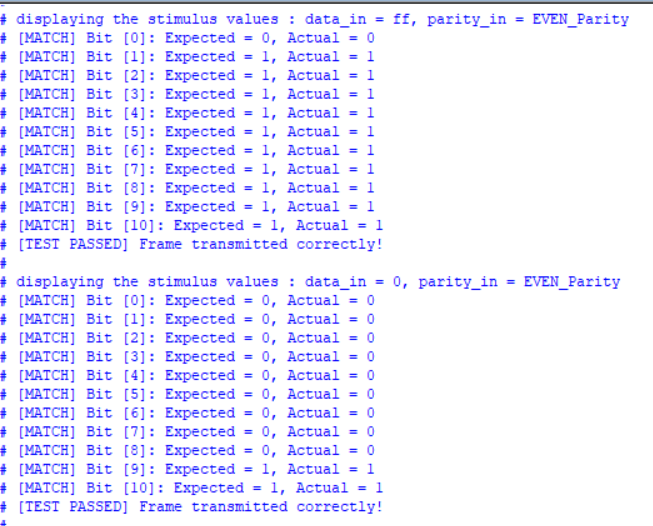 # displaying the stimulus values : data_in = ff, parity_in = EVEN_Parity
# [MATCH] Bit [0]: Expected = 0, Actual = 0
# [MATCH] Bit [1]: Expected = 1, Actual = 1
# [MATCH] Bit [2]: Expected = 1, Actual = 1
# [MATCH] Bit [3]: Expected = 1, Actual = 1
# [MATCH] Bit [4]: Expected = 1, Actual = 1
# [MATCH] Bit [5]: Expected = 1, Actual = 1
# [MATCH] Bit [6]: Expected = 1, Actual = 1
# [MATCH] Bit [7]: Expected = 1, Actual = 1
# [MATCH] Bit [8]: Expected = 1, Actual = 1
# [MATCH] Bit [9]: Expected = 1, Actual = 1
# [MATCH] Bit [10]: Expected = 1, Actual = 1
# [TEST PASSED] Frame transmitted correctly!
#
# displaying the stimulus values : data_in = 0, parity_in = EVEN_Parity
# [MATCH] Bit [0]: Expected = 0, Actual = 0
# [MATCH] Bit [1]: Expected = 0, Actual = 0
# [MATCH] Bit [2]: Expected = 0, Actual = 0
# [MATCH] Bit [3]: Expected = 0, Actual = 0
# [MATCH] Bit [4]: Expected = 0, Actual = 0
# [MATCH] Bit [5]: Expected = 0, Actual = 0
# [MATCH] Bit [6]: Expected = 0, Actual = 0
# [MATCH] Bit [7]: Expected = 0, Actual = 0
# [MATCH] Bit [8]: Expected = 0, Actual = 0
# [MATCH] Bit [9]: Expected = 1, Actual = 1
# [MATCH] Bit [10]: Expected = 1, Actual = 1
# [TEST PASSED] Frame transmitted correctly!
#